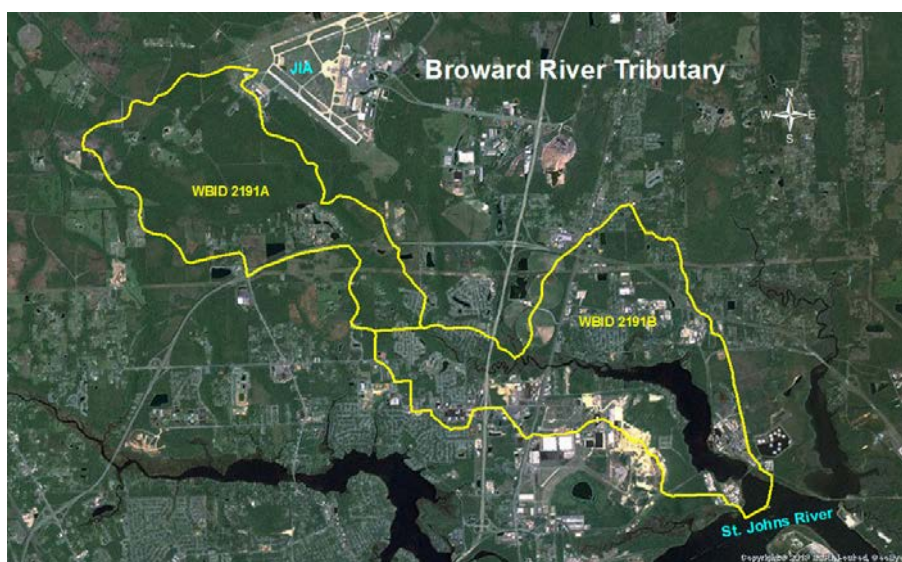 JIA
Broward River Tributary
N
W E
S
WBID 2191A
WBID 2191B
St. Johns River